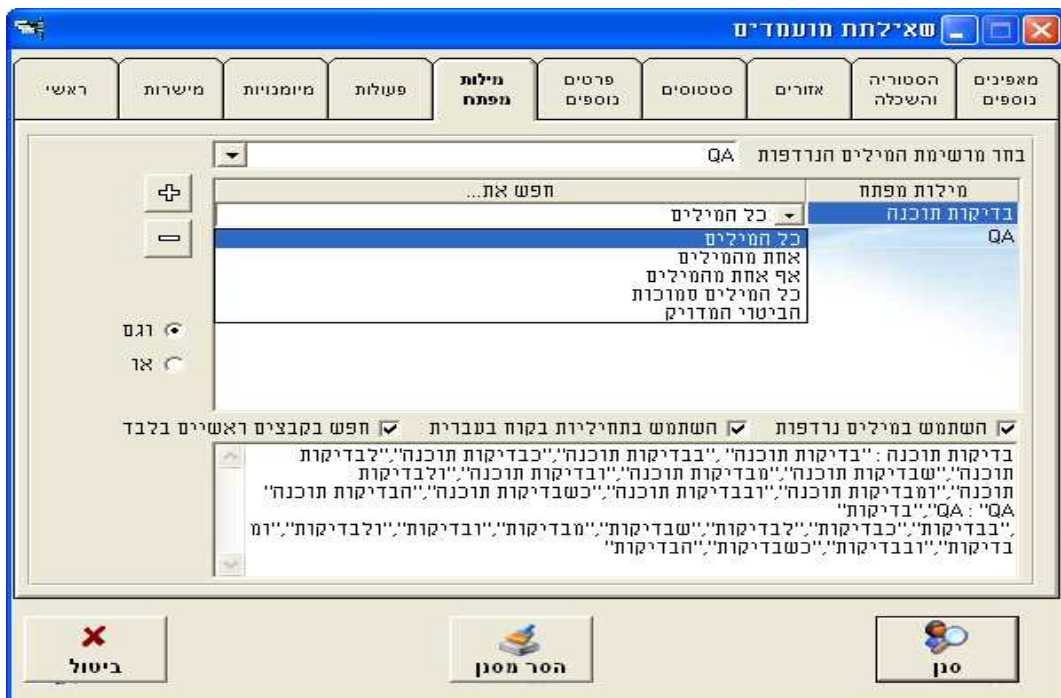 שאילתת מועמדים
מאפינים נוספים
הסטוריה והשכלה
אזורים
סטטוסים
פרטים נוספים
מילות מפתח
פעולות
מיומנויות
מישרות
ראשי
בחר מרשימת המילים הנרדפות QA
מילות מפתח חפש את...
בדיקות תוכנה כל המילים
QA כל המילים
אחת מהמילים
אף אחת מהמילים
כל המילים סמוכות
הביטוי המדויק
וגם
או
השתמש במילים נרדפות השתמש בתחיליות בקוח בעברית חפש בקבצים ראשיים בלבד
בדיקות תוכנה : "בדיקות תוכנה" ,"בבדיקות תוכנה","כבדיקות תוכנה","לבדיקות
תוכנה","שבדיקות תוכנה","מבדיקות תוכנה","ובדיקות תוכנה","ולבדיקות
תוכנה","ומבדיקות תוכנה","ובבדיקות תוכנה","כשבדיקות תוכנה","הבדיקות תוכנה"
QA : "QA","בדיקות"
,"בבדיקות","כבדיקות","לבדיקות","שבדיקות","מבדיקות","ובדיקות","ולבדיקות","ומ
בדיקות","ובבדיקות","כשבדיקות","הבדיקות"
סנן
הסר מסנן
ביטול